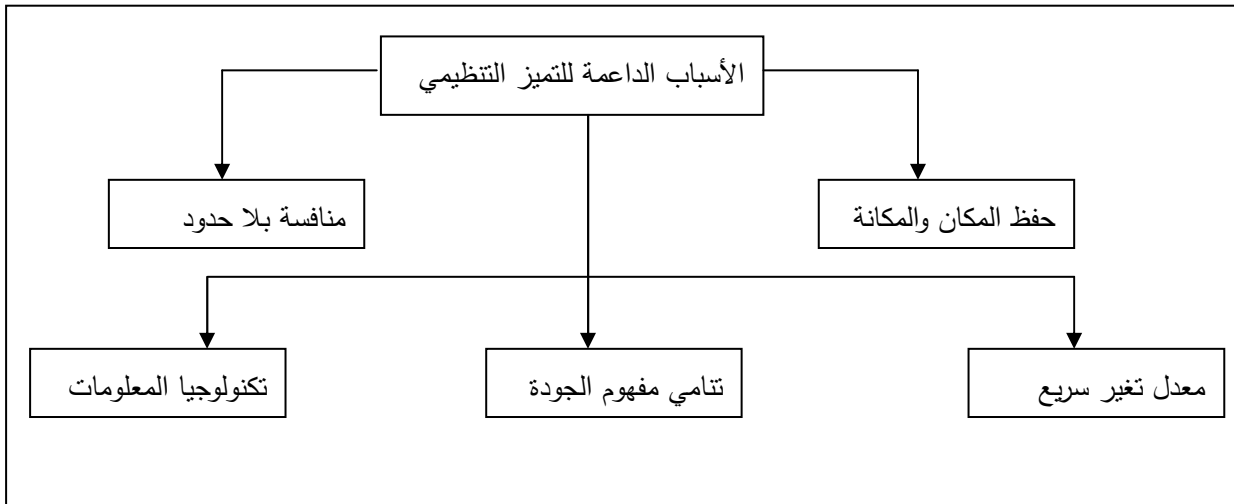 الأسباب الداعمة للتميز التنظيمي
حفظ المكان والمكانة
منافسة بلا حدود
معدل تغير سريع
تنامي مفهوم الجودة
تكنولوجيا المعلومات